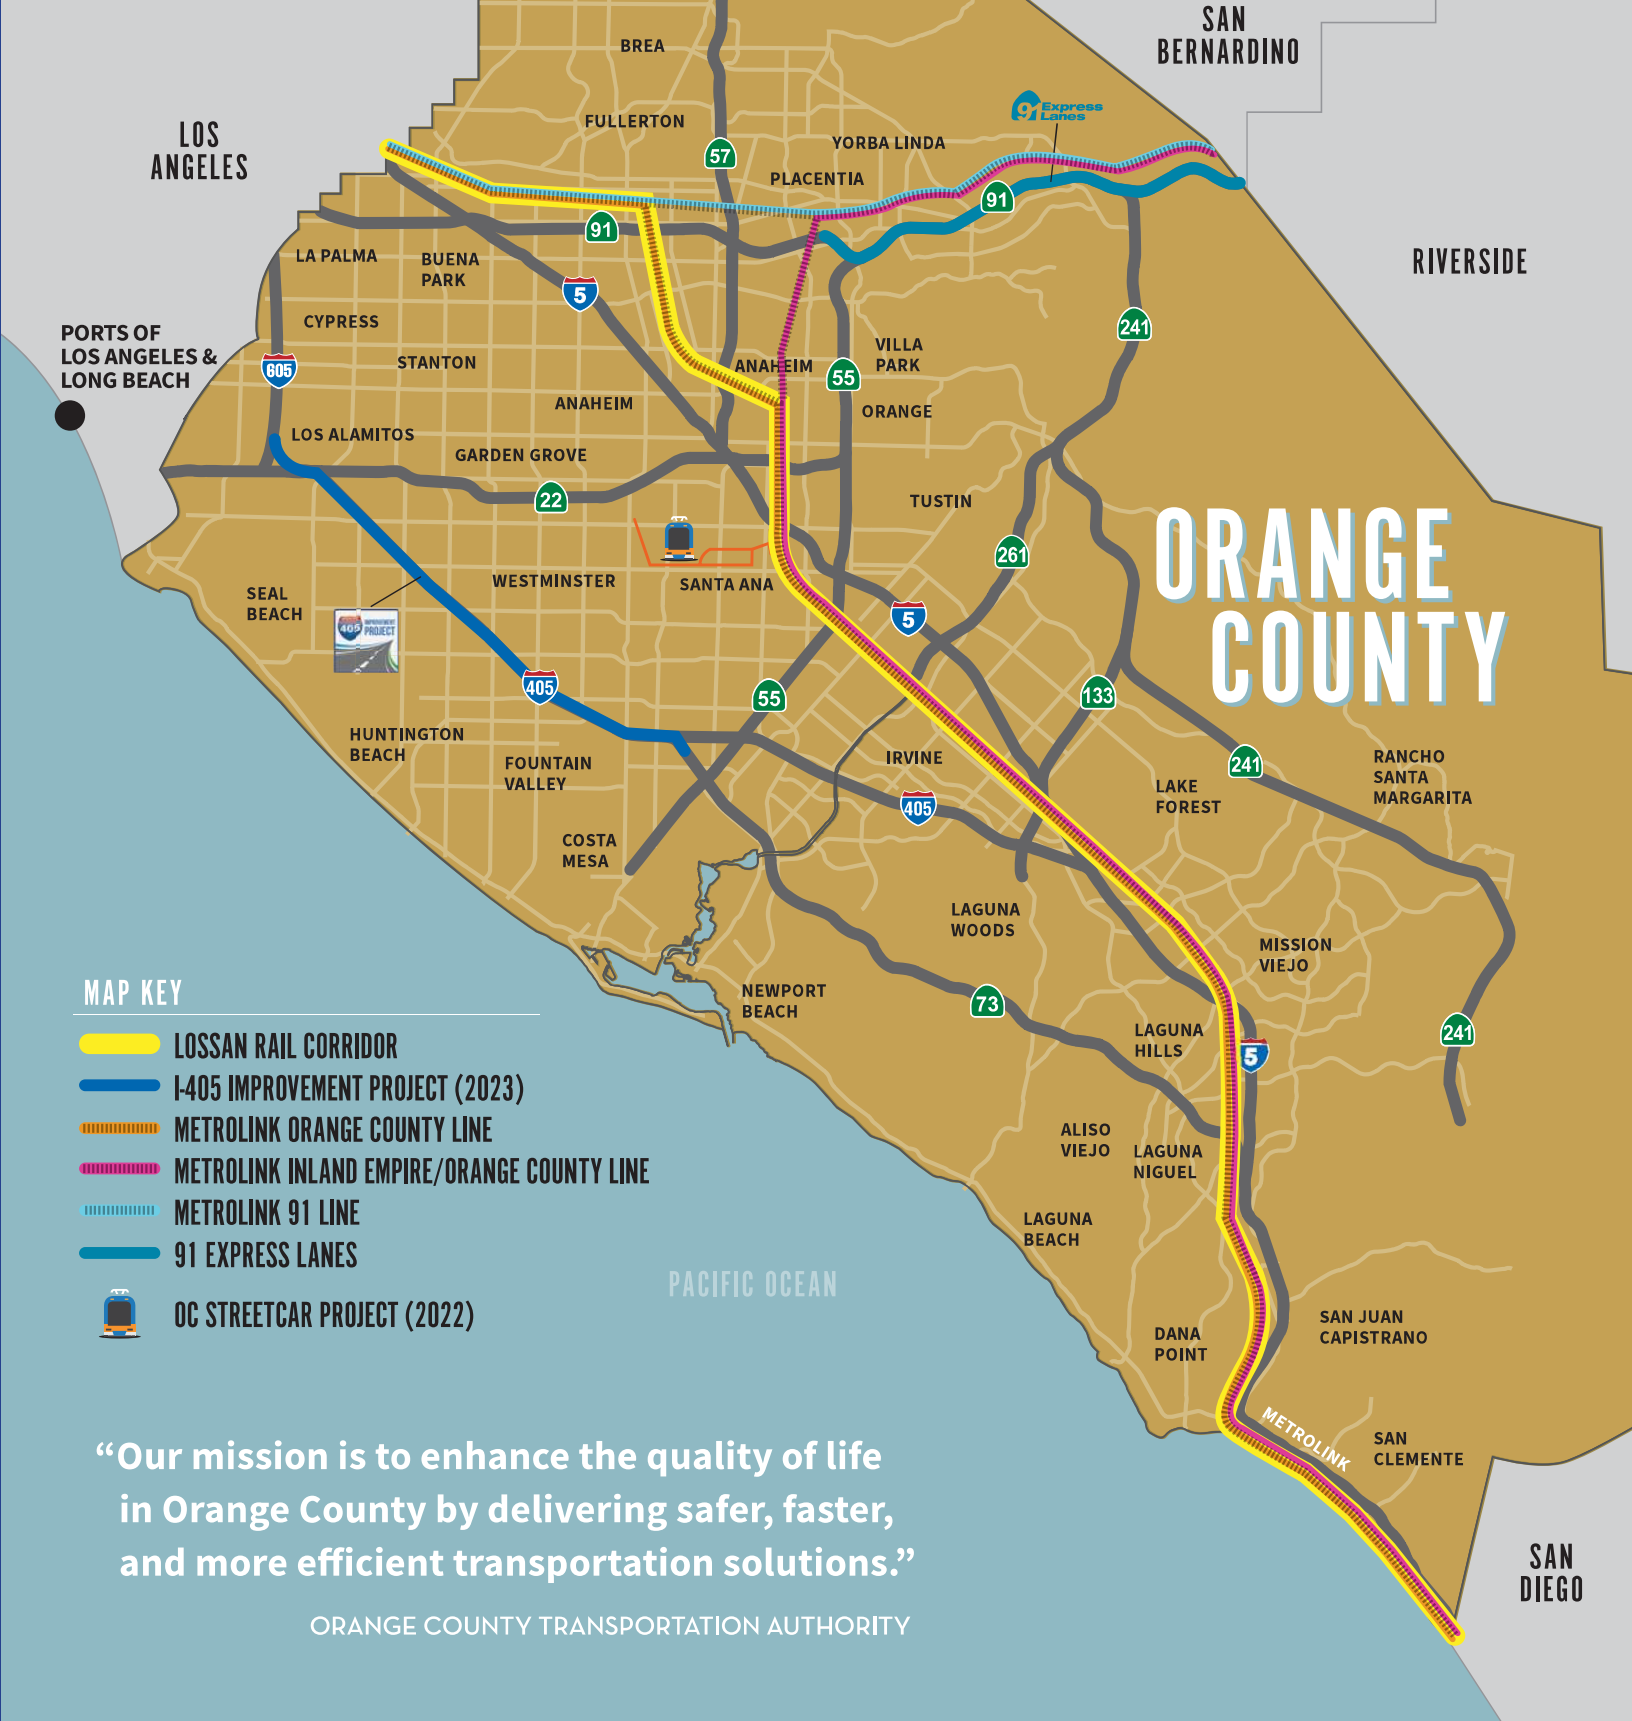 SAN
BERNARDINO
BREA
91 Express
Lanes
FULLERTON
LOS
ANGELES
57
YORBA LINDA
PLACENTIA
91
91
LA PALMA
BUENA
PARK
RIVERSIDE
5
CYPRESS
241
PORTS OF
LOS ANGELES &
LONG BEACH
STANTON
VILLA
PARK
605
ANAHEIM
55
ANAHEIM
ORANGE
LOS ALAMITOS
GARDEN GROVE
22
TUSTIN
ORANGE
COUNTY
261
WESTMINSTER
SANTA ANA
SEAL
BEACH
5
405
IMPROVEMENT
PROJECT
405
55
133
HUNTINGTON
BEACH
FOUNTAIN
VALLEY
IRVINE
241
RANCHO
SANTA
MARGARITA
LAKE
FOREST
405
COSTA
MESA
LAGUNA
WOODS
MISSION
VIEJO
NEWPORT
BEACH
73
LAGUNA
HILLS
5
241
MAP KEY
LOSSAN RAIL CORRIDOR
I-405 IMPROVEMENT PROJECT (2023)
METROLINK ORANGE COUNTY LINE
METROLINK INLAND EMPIRE/ORANGE COUNTY LINE
METROLINK 91 LINE
91 EXPRESS LANES
OC STREETCAR PROJECT (2022)
ALISO
VIEJO
LAGUNA
NIGUEL
LAGUNA
BEACH
PACIFIC OCEAN
SAN JUAN
CAPISTRANO
DANA
POINT
METROLINK
SAN
CLEMENTE
“Our mission is to enhance the quality of life
in Orange County by delivering safer, faster,
and more efficient transportation solutions.”
ORANGE COUNTY TRANSPORTATION AUTHORITY
SAN
DIEGO